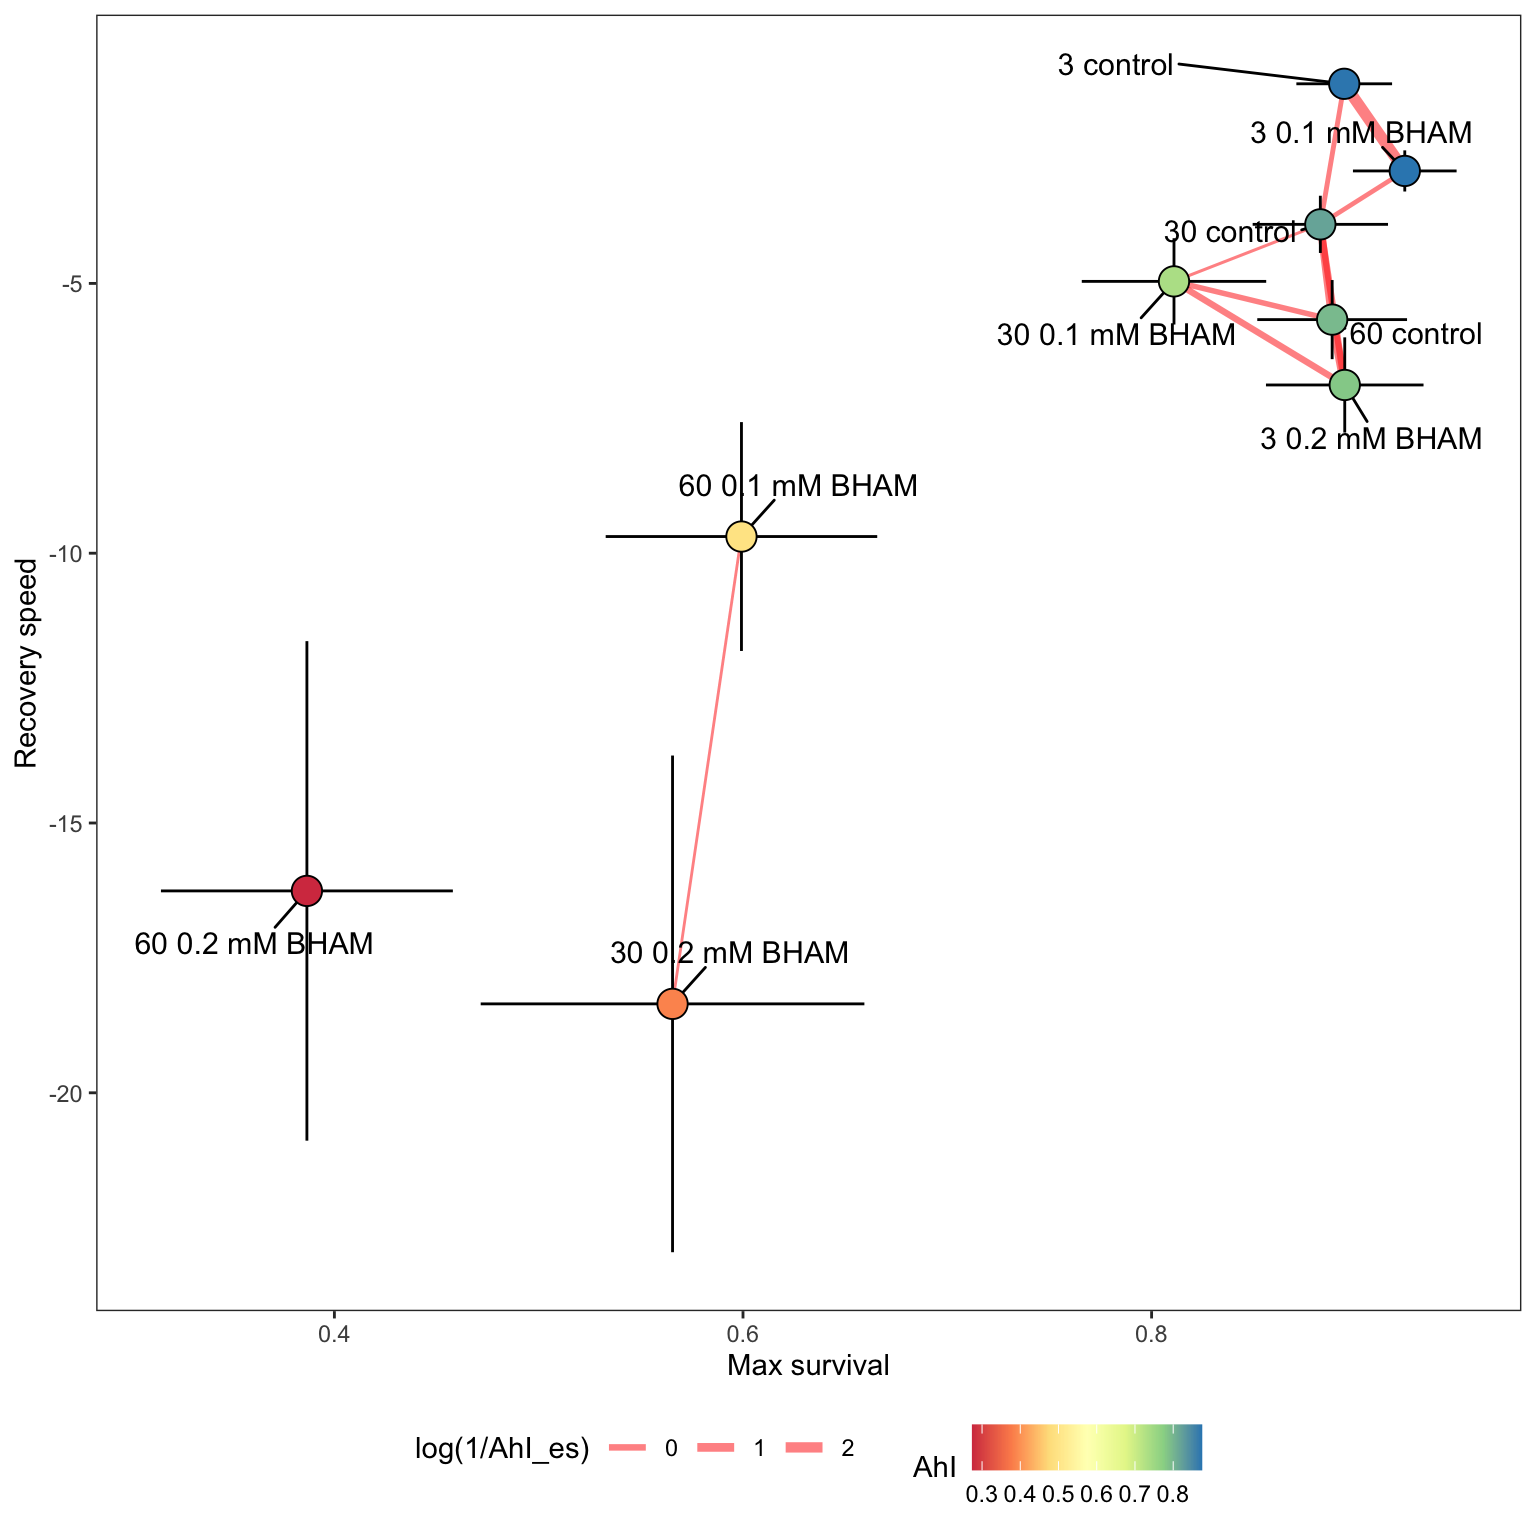 3 control
3 0.1 mM BHAM
30 control
-5
30 0.1 mM BHAM
60 control
3 0.2 mM BHAM
60 0.1 mM BHAM
-10
Recovery speed
-15
60 0.2 mM BHAM
30 0.2 mM BHAM
-20
0.4 0.6 0.8
Max survival
log(1/Ahl_es) 0 1 2
Ahl
0.3 0.4 0.5 0.6 0.7 0.8